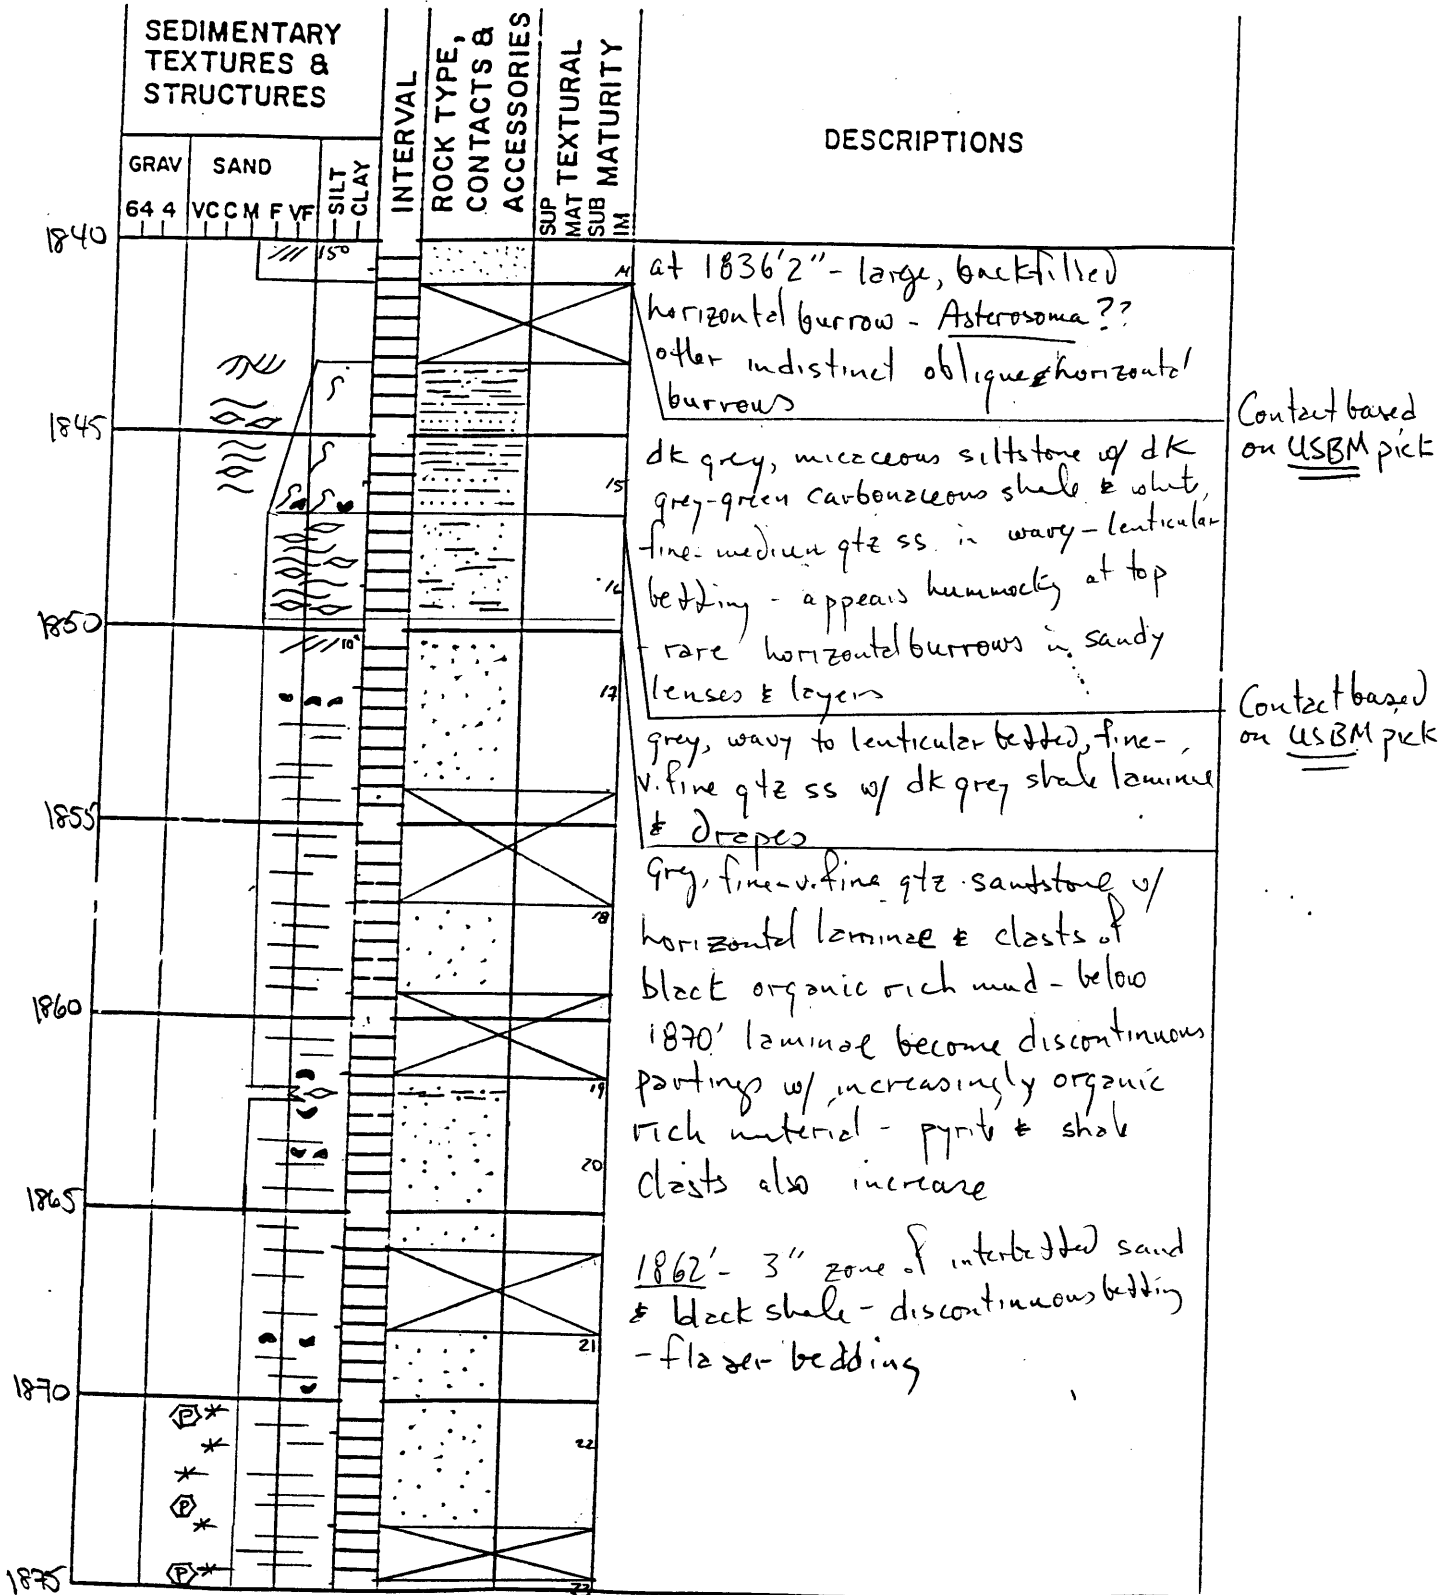 SEDIMENTARY
TEXTURES &
STRUCTURES
INTERVAL
ROCK TYPE,
CONTACTS &
ACCESSORIES
TEXTURAL
MATURITY
DESCRIPTIONS
GRAV SAND SILT CLAY
64 4 VC C M F VF
SUP
MAT
SUB
IM
1840
15°
at 1836'2" - large, backfilled
horizontal burrow - Asterosoma??
other indistinct oblique & horizontal
burrows
Contact based
on USBM pick
1845
dk grey, micaceous siltstone w/ dk
grey-green carbonaceous shale & white,
fine-medium qtz ss in wavy-lenticular
bedding - appears hummocky at top
- rare horizontal burrows in sandy
lenses & layers
15
16
Contact based
on USBM pick
1850
10°
17
grey, wavy to lenticular bedded, fine-
v. fine qtz ss w/ dk grey shale laminae
& drapes
1855
18
Grey, fine-v. fine qtz sandstone w/
horizontal laminae & clasts of
black organic rich mud - below
1870' laminae become discontinuous
partings w/ increasingly organic
rich material - pyrite & shale
clasts also increase
1860
19
20
1865
1862' - 3" zone of interbedded sand
& black shale - discontinuous bedding
- flaser bedding
21
1870
P
22
P
1875
P
23